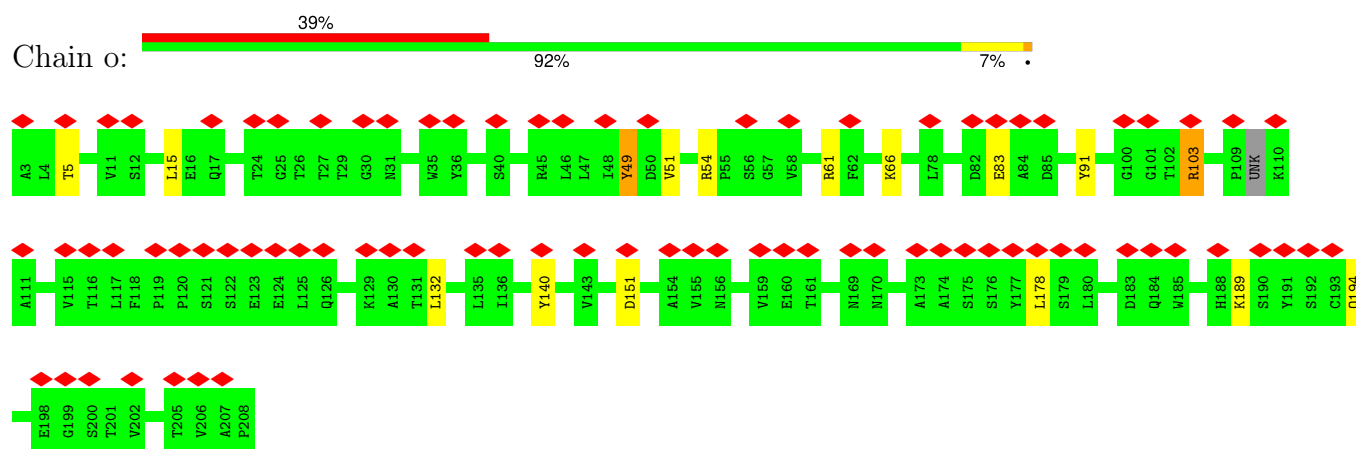 39%
Chain o:
92% 7% •
A3 L4 T5 V11 S12 L15 E16 Q17 T24 G25 T26 T27 T29 G30 N31 W35 Y36 S40 R45 L46 L47 I48 Y49 D50 V51 R54 P55 S56 G57 V58 R61 F62 K66 L78 D82 E83 A84 D85 Y91 G100 G101 T102 R103 P109 UNK K110
A111 V115 T116 L117 F118 P119 P120 S121 S122 E123 E124 L125 Q126 K129 A130 T131 L132 L135 I136 Y140 V143 D151 A154 V155 N156 V159 E160 T161 N169 N170 A173 A174 S175 S176 Y177 L178 S179 L180 D183 Q184 W185 H188 K189 S190 Y191 S192 C193 Q194
E198 G199 S200 T201 V202 T205 V206 A207 P208